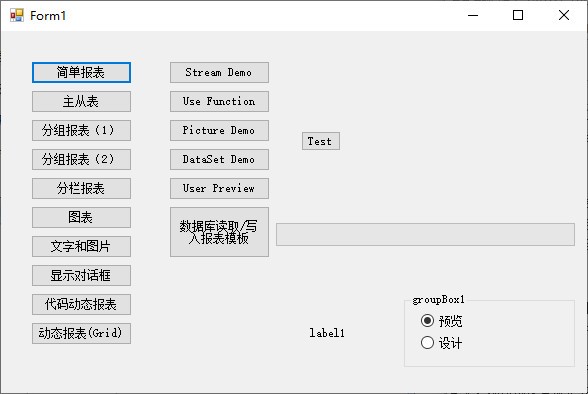 Form1
简单报表
主从表
分组报表（1）
分组报表（2）
分栏报表
图表
文字和图片
显示对话框
代码动态报表
动态报表(Grid)
Stream Demo
Use Function
Picture Demo
DataSet Demo
User Preview
数据库读取/写
入报表模板
Test
label1
groupBox1
预览
设计